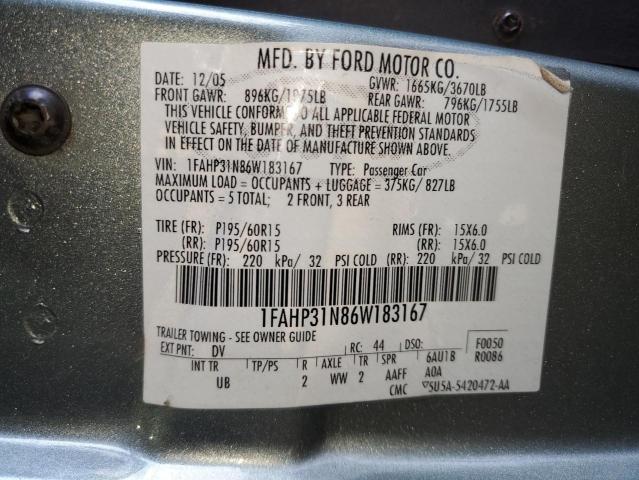 MFD. BY FORD MOTOR CO.
DATE: 12/05 GVWR: 1665KG/3670LB
FRONT GAWR: 896KG/1975LB REAR GAWR: 796KG/1755LB
THIS VEHICLE CONFORMS TO ALL APPLICABLE FEDERAL MOTOR
VEHICLE SAFETY, BUMPER, AND THEFT PREVENTION STANDARDS
IN EFFECT ON THE DATE OF MANUFACTURE SHOWN ABOVE.
VIN: 1FAHP31N86W183167 TYPE: Passenger Car
MAXIMUM LOAD = OCCUPANTS + LUGGAGE = 375KG/ 827LB
OCCUPANTS = 5 TOTAL; 2 FRONT, 3 REAR
TIRE (FR): P195/60R15 RIMS (FR): 15X6.0
(RR): P195/60R15 (RR): 15X6.0
PRESSURE (FR): 220 kPa/ 32 PSI COLD (RR): 220 kPa/ 32 PSI COLD
1FAHP31N86W183167
TRAILER TOWING - SEE OWNER GUIDE
EXT PNT: DV RC: 44 DSO: F0050
INT TR TP/PS R AXLE TR SPR 6AU1B R0086
UB 2 WW 2 AAFF AOA
CMC 5U5A-5420472-AA